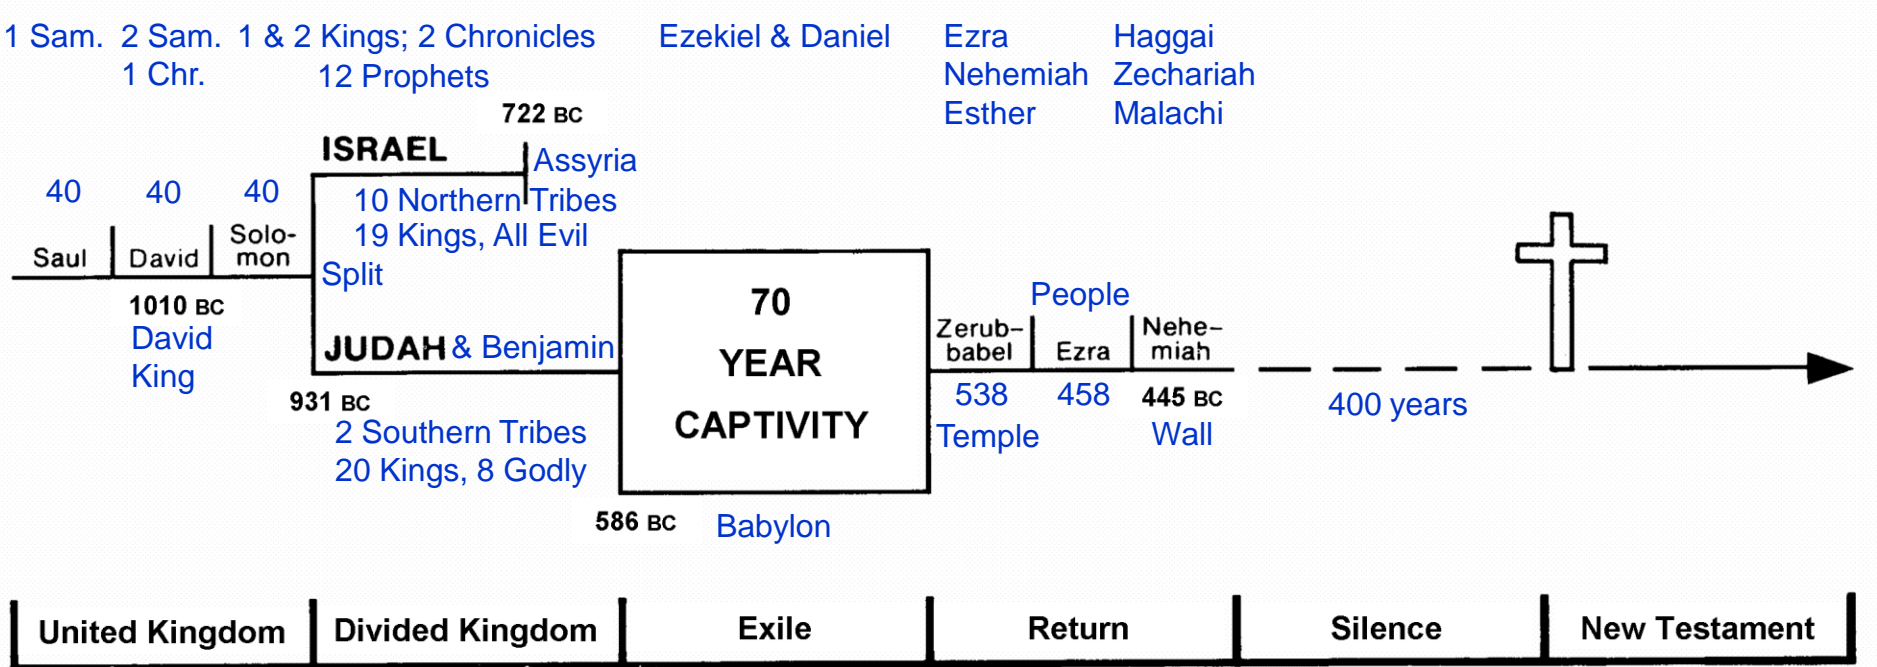 1 Sam. 2 Sam. 1 & 2 Kings; 2 Chronicles Ezekiel & Daniel Ezra Haggai
1 Chr. 12 Prophets Nehemiah Zechariah
722 BC Esther Malachi
ISRAEL
Assyria
40 40 40
10 Northern Tribes
19 Kings, All Evil
Saul David Solo-
mon
Split
1010 BC
David
King
JUDAH & Benjamin
931 BC
2 Southern Tribes
20 Kings, 8 Godly
70
YEAR
CAPTIVITY
586 BC Babylon
People
Zerub-
babel Ezra Nehe-
miah
538 458 445 BC
Temple Wall
400 years
United Kingdom Divided Kingdom Exile Return Silence New Testament